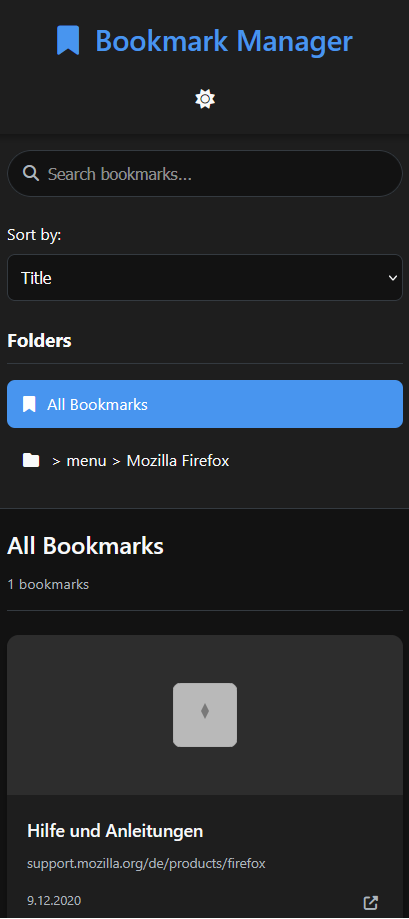 Bookmark Manager
Search bookmarks...
Sort by:
Title
Folders
All Bookmarks
> menu > Mozilla Firefox
All Bookmarks
1 bookmarks
Hilfe und Anleitungen
support.mozilla.org/de/products/firefox
9.12.2020